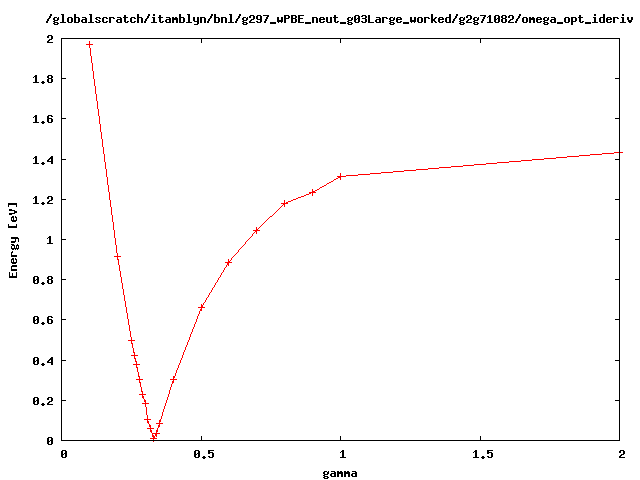 /globalscratch/itamblyn/bnl/g297_wPBE_neut_g03Large_worked/g2g71082/omega_opt_ideriv
2
1.8
1.6
1.4
1.2
1
0.8
0.6
0.4
0.2
0
Energy [eV]
0 0.5 1 1.5 2
gamma